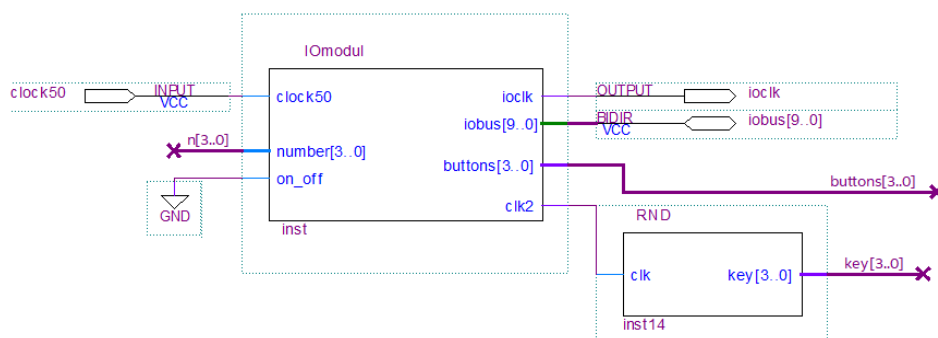 IOmodul
clock50 INPUT VCC clock50 ioclk OUTPUT ioclk
iobus[9..0] BIDIR VCC iobus[9..0]
n[3..0] number[3..0] buttons[3..0] buttons[3..0]
on_off
GND
clk2
inst
RND
clk key[3..0] key[3..0]
inst14